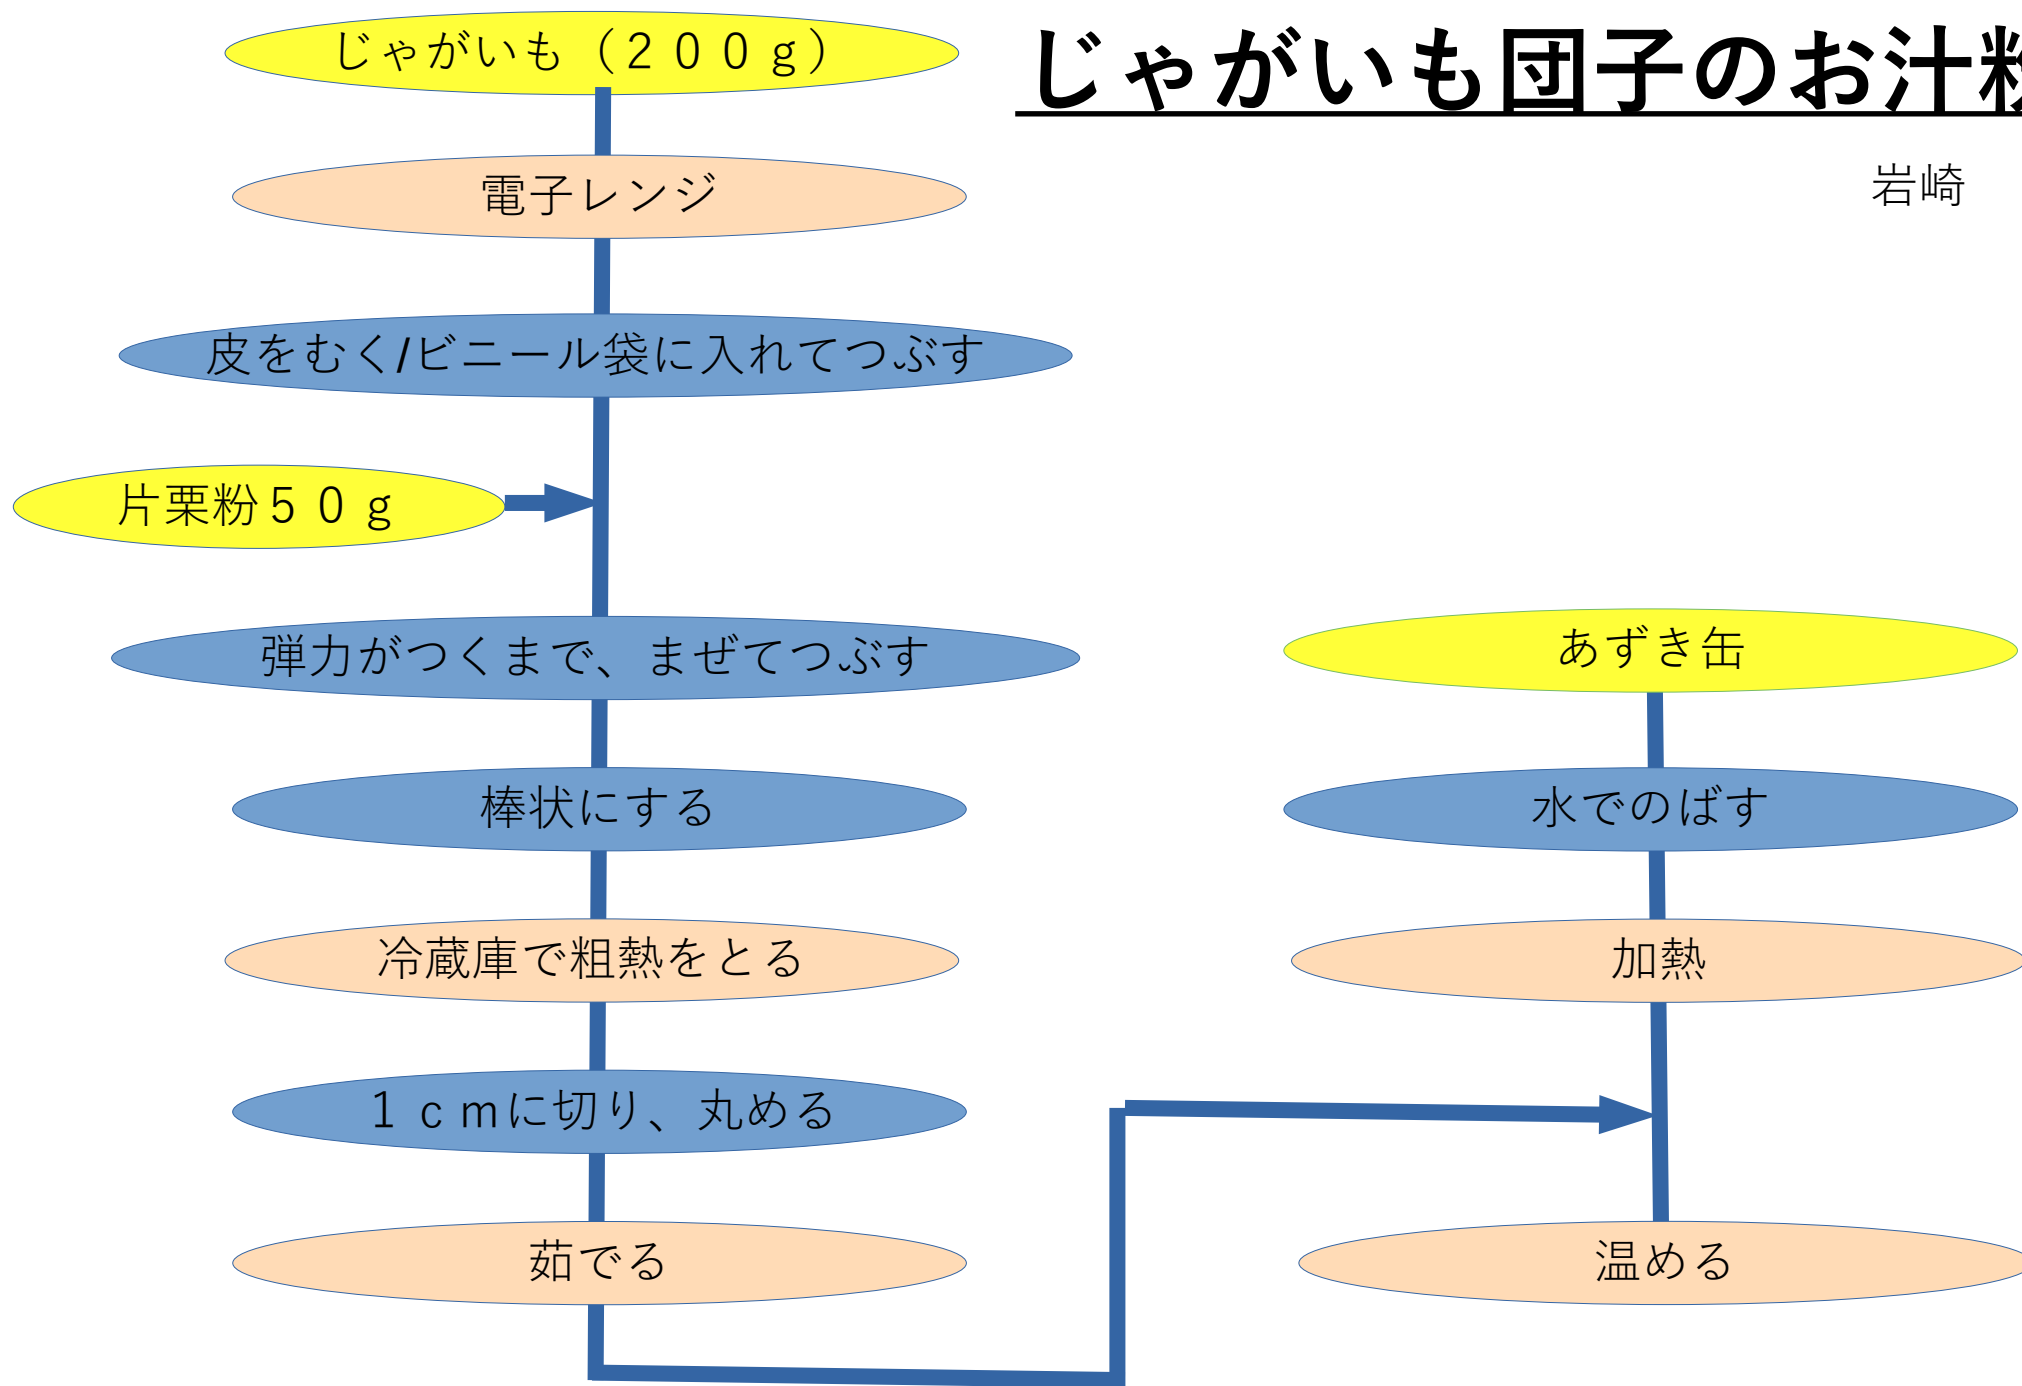 じゃがいも団子のお汁粉
岩崎
じゃがいも（２００ｇ）
電子レンジ
皮をむく/ビニール袋に入れてつぶす
片栗粉５０ｇ
弾力がつくまで、まぜてつぶす
棒状にする
冷蔵庫で粗熱をとる
１ｃｍに切り、丸める
茹でる
あずき缶
水でのばす
加熱
温める